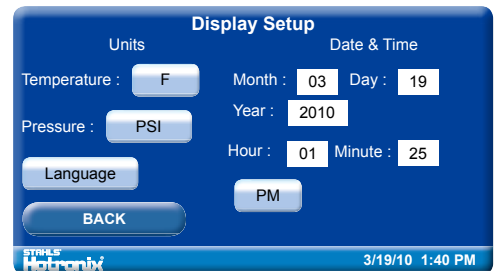 Display Setup
Units
Date & Time
Temperature : F
Month : 03 Day : 19
Year : 2010
Pressure : PSI
Hour : 01 Minute : 25
Language
PM
BACK
STAHLS'
Hotronix
3/19/10 1:40 PM